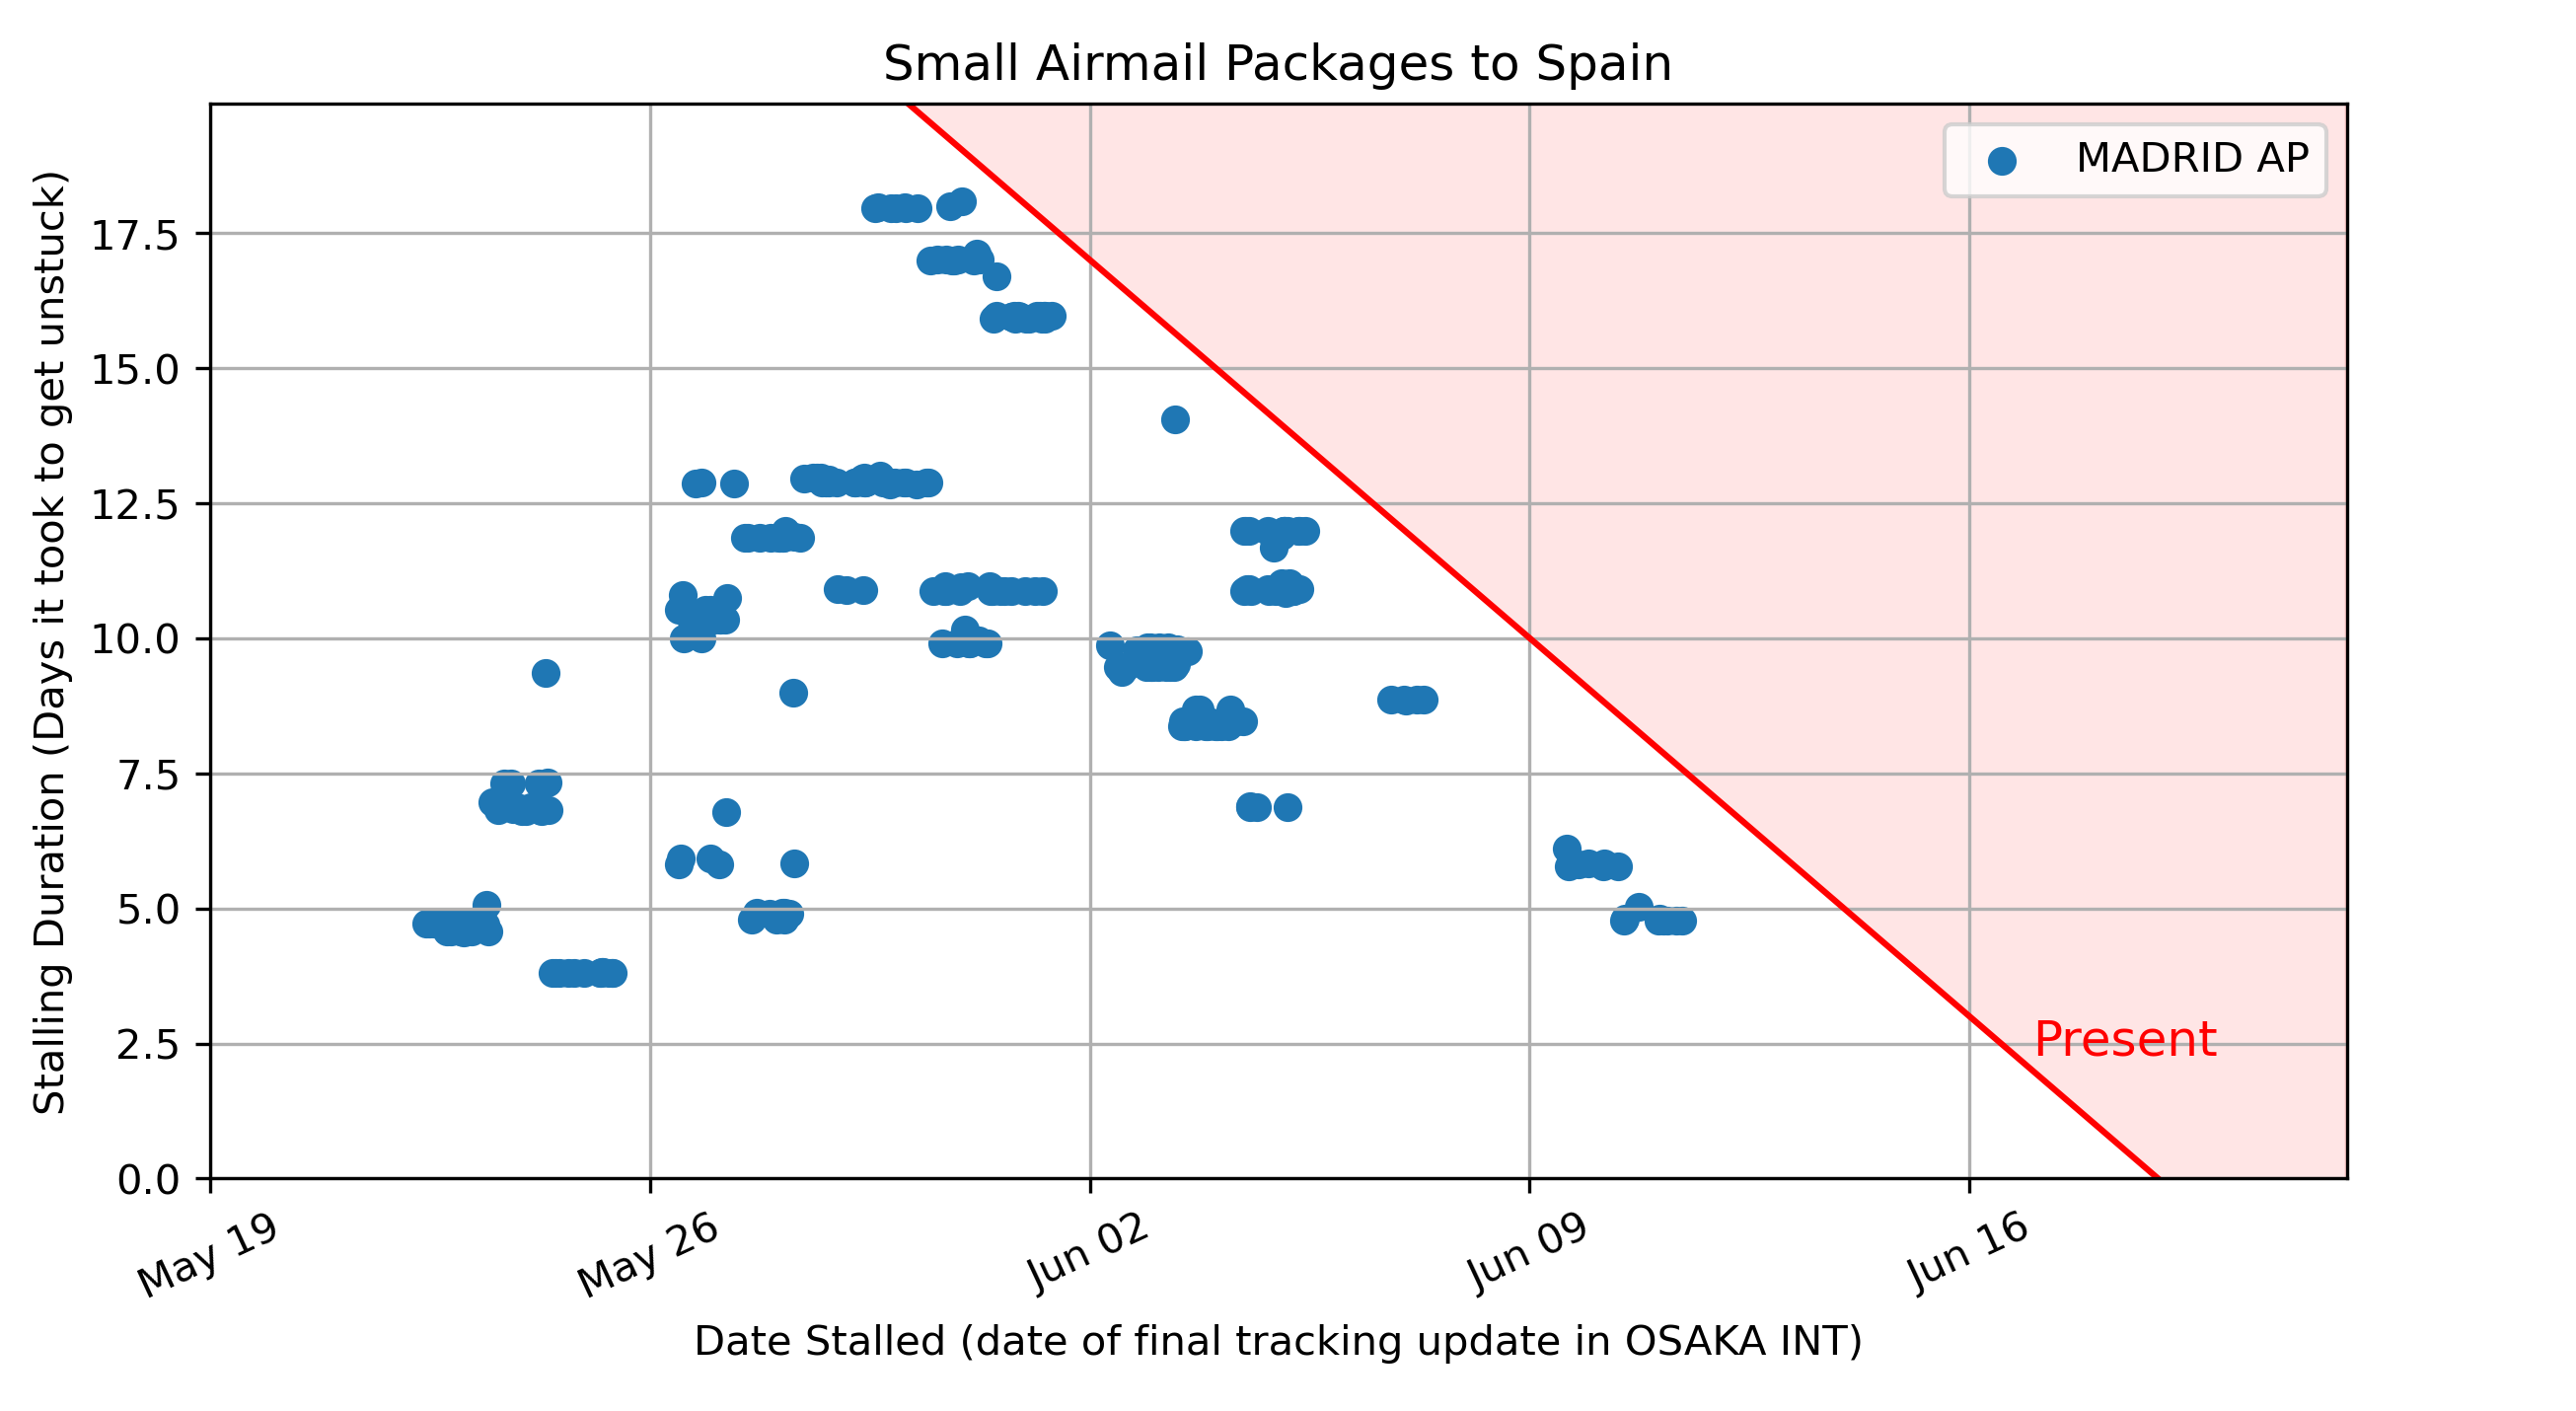 Small Airmail Packages to Spain
MADRID AP
Stalling Duration (Days it took to get unstuck)
17.5
15.0
12.5
10.0
7.5
5.0
2.5
0.0
Present
May 19
May 26
Jun 02
Jun 09
Jun 16
Date Stalled (date of final tracking update in OSAKA INT)